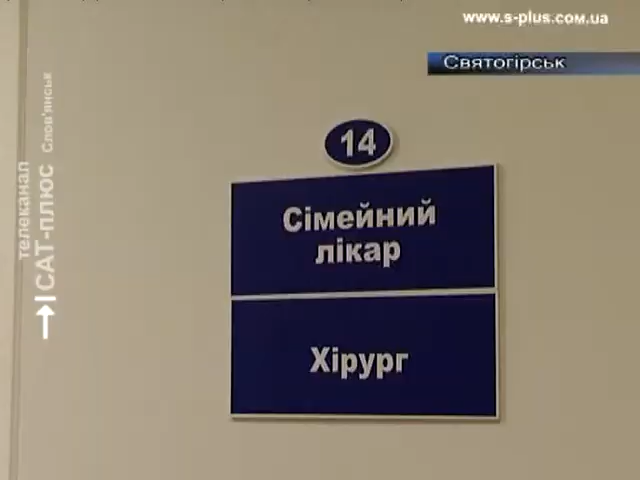 www.s-plus.com.ua
Святогірськ
14
Сімейний
лікар
Хірург
телеканал
САТ-плюс Слов'янськ